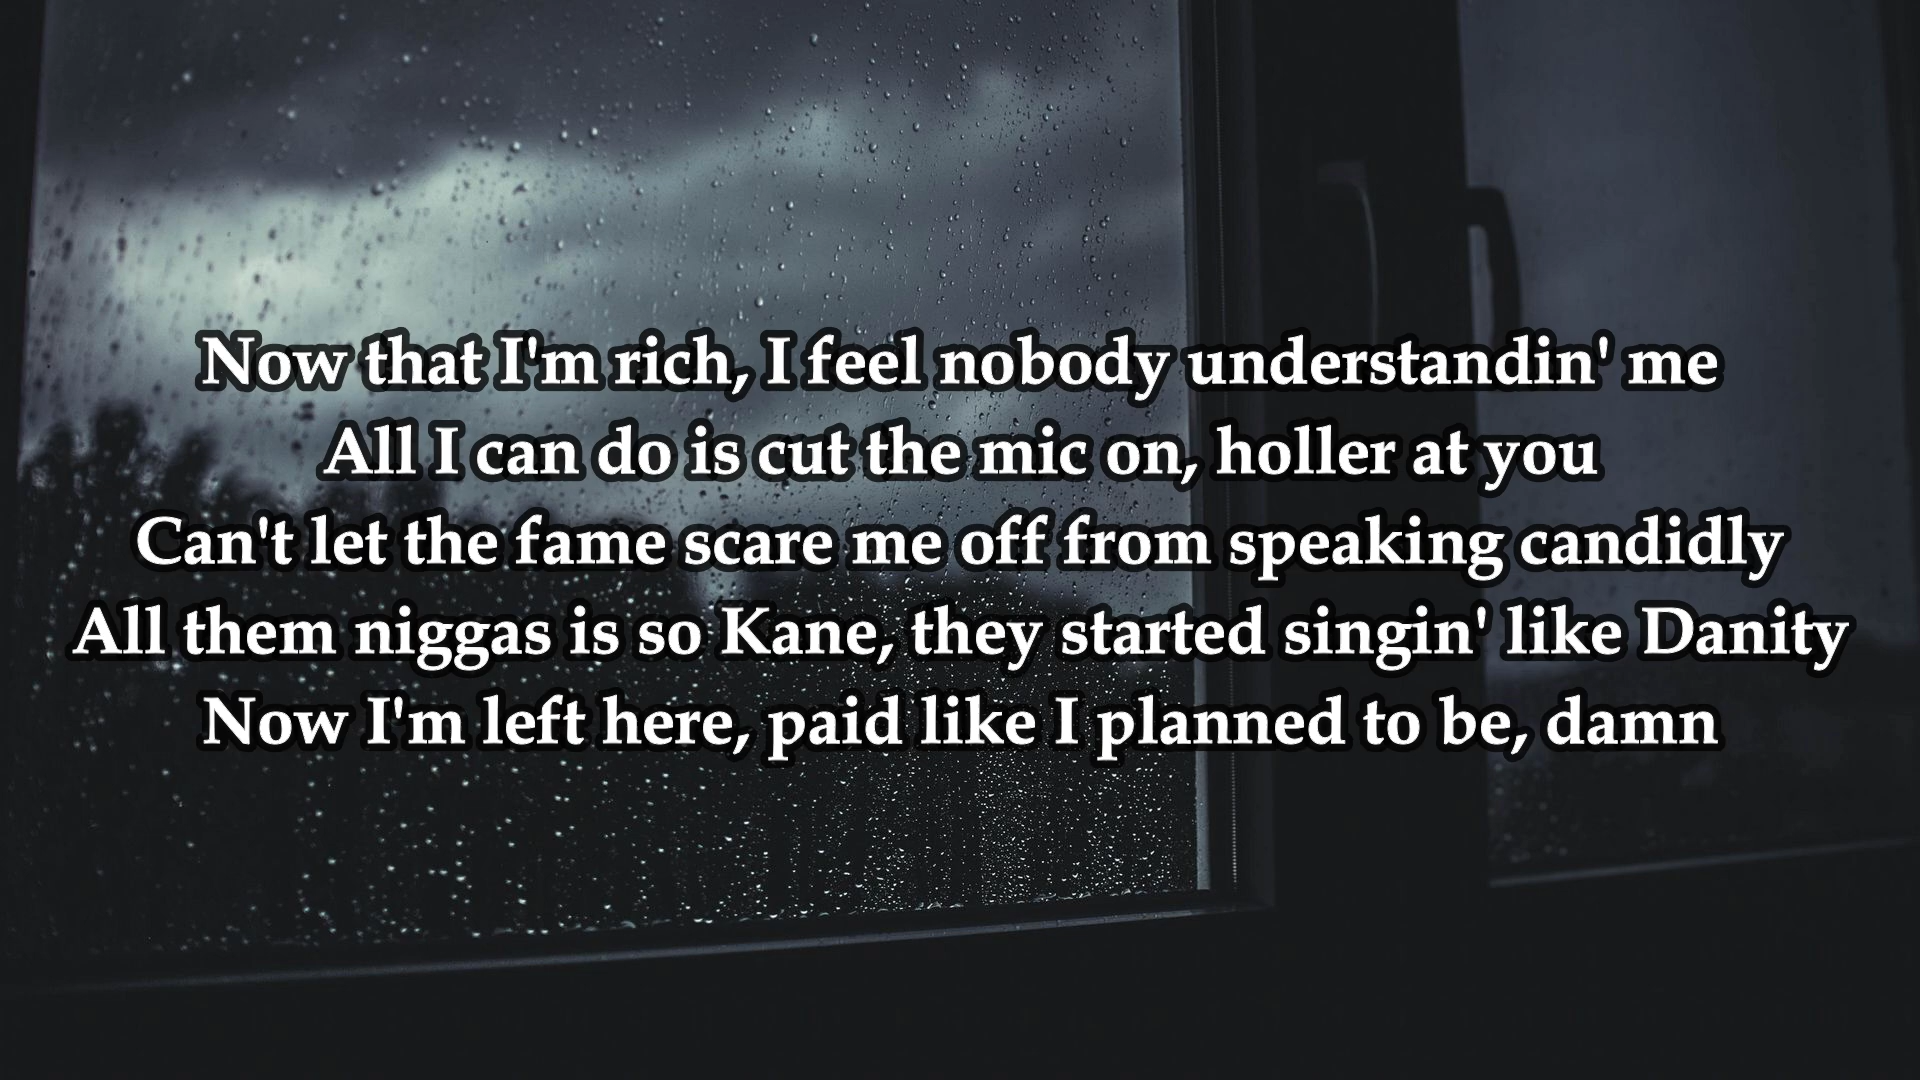 Now that I'm rich, I feel nobody understandin' me
All I can do is cut the mic on, holler at you
Can't let the fame scare me off from speaking candidly
All them niggas is so Kane, they started singin' like Danity
Now I'm left here, paid like I planned to be, damn